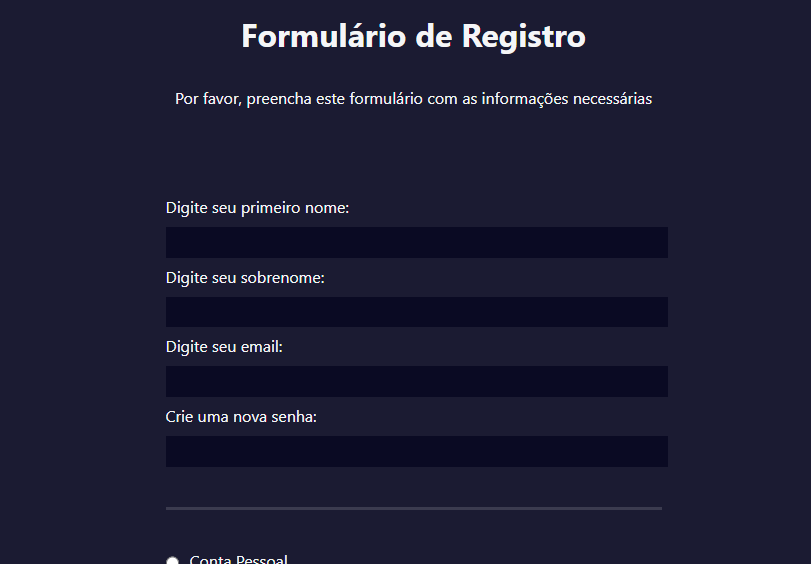 Formulário de Registro
Por favor, preencha este formulário com as informações necessárias
Digite seu primeiro nome:
Digite seu sobrenome:
Digite seu email:
Crie uma nova senha:
Conta Pessoal